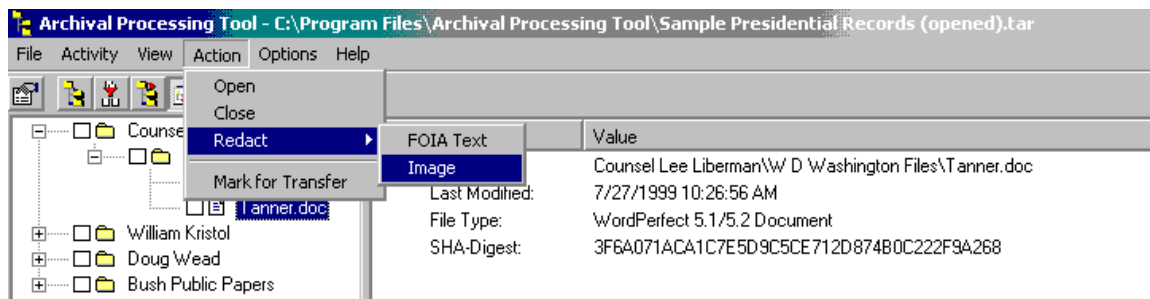 Archival Processing Tool - C:\Program Files\Archival Processing Tool\Sample Presidential Records (opened).tar
File Activity View Action Options Help
Open
Close
Redact
Mark for Transfer
FOIA Text
Image
Counse
Tanner.doc
William Kristol
Doug Wead
Bush Public Papers
Value
Counsel Lee Liberman\W D Washington Files\Tanner.doc
Last Modified: 7/27/1999 10:26:56 AM
File Type: WordPerfect 5.1/5.2 Document
SHA-Digest: 3F6A071ACA1C7E5D9C5CE712D874B0C222F9A268